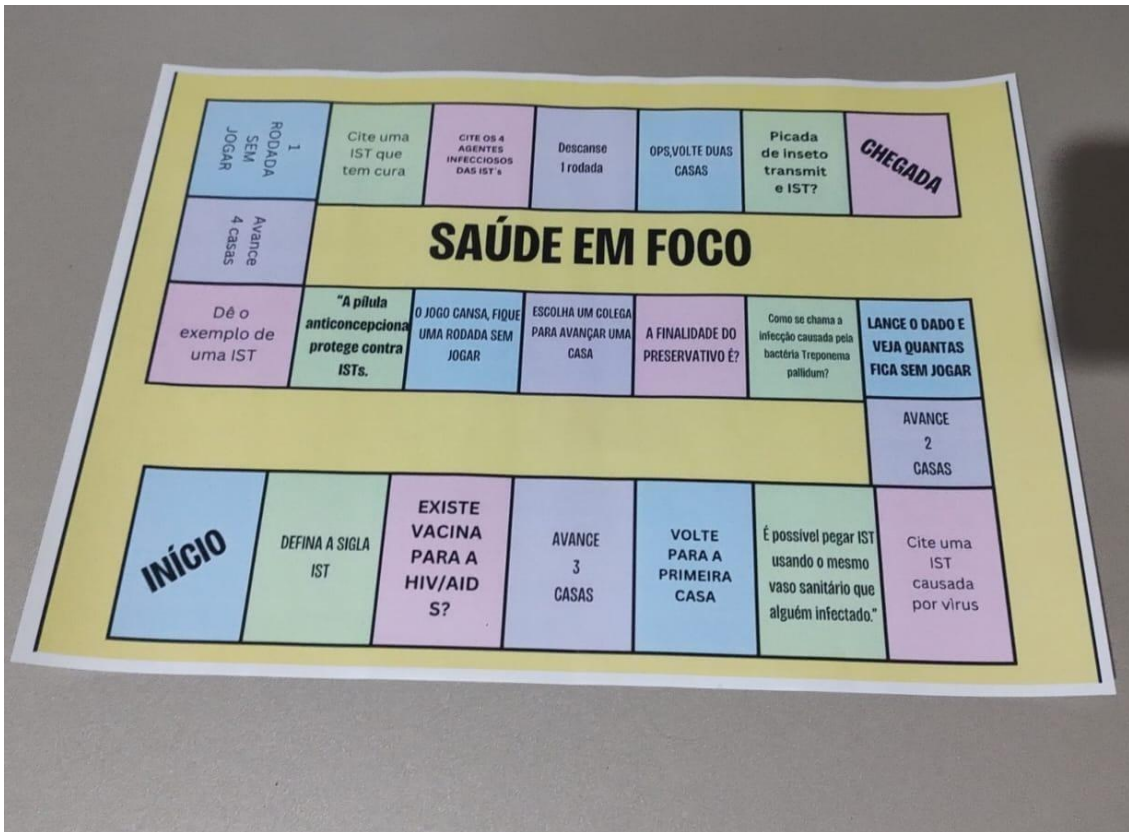 1
RODADA
SEM
JOGAR
Cite uma
IST que
tem cura
CITE OS 4
AGENTES
INFECCIOSOS
DAS IST´s
Descanse
1 rodada
OPS,VOLTE DUAS
CASAS
Picada
de inseto
transmit
e IST?
CHEGADA
Avance
4 casas
SAÚDE EM FOCO
Dê o
exemplo de
uma IST
"A pílula
anticoncepciona
protege contra
ISTs.
O JOGO CANSA, FIQUE
UMA RODADA SEM
JOGAR
ESCOLHA UM COLEGA
PARA AVANÇAR UMA
CASA
A FINALIDADE DO
PRESERVATIVO É?
Como se chama a
infecção causada pela
bactéria Treponema
pallidum?
LANCE O DADO E
VEJA QUANTAS
FICA SEM JOGAR
AVANCE
2
CASAS
INÍCIO
DEFINA A SIGLA
IST
EXISTE
VACINA
PARA A
HIV/AID
S?
AVANCE
3
CASAS
VOLTE
PARA A
PRIMEIRA
CASA
É possível pegar IST
usando o mesmo
vaso sanitário que
alguém infectado."
Cite uma
IST
causada
por vìrus